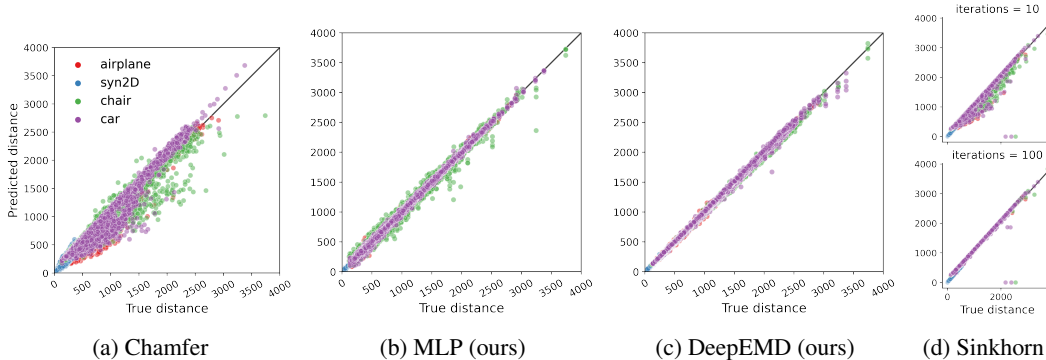 4000
3500
3000
2500
2000
1500
1000
500
0
Predicted distance
airplane
syn2D
chair
car
0 500 1000 1500 2000 2500 3000 3500 4000
True distance
4000
3500
3000
2500
2000
1500
1000
500
0
0 500 1000 1500 2000 2500 3000 3500 4000
True distance
4000
3500
3000
2500
2000
1500
1000
500
0
0 500 1000 1500 2000 2500 3000 3500 4000
True distance
iterations = 10
4000
3000
2000
1000
0
iterations = 100
4000
3000
2000
1000
0
0 2000
True distance
(a) Chamfer
(b) MLP (ours)
(c) DeepEMD (ours)
(d) Sinkhorn